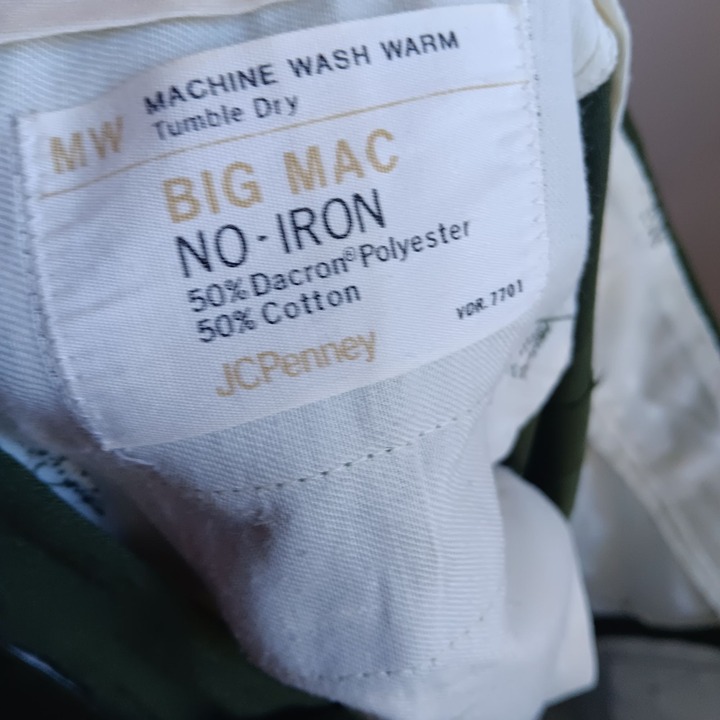 MACHINE WASH WARM
MW Tumble Dry
BIG MAC
NO-IRON
50% Dacron® Polyester
50% Cotton
VOR. 7701
JCPenney